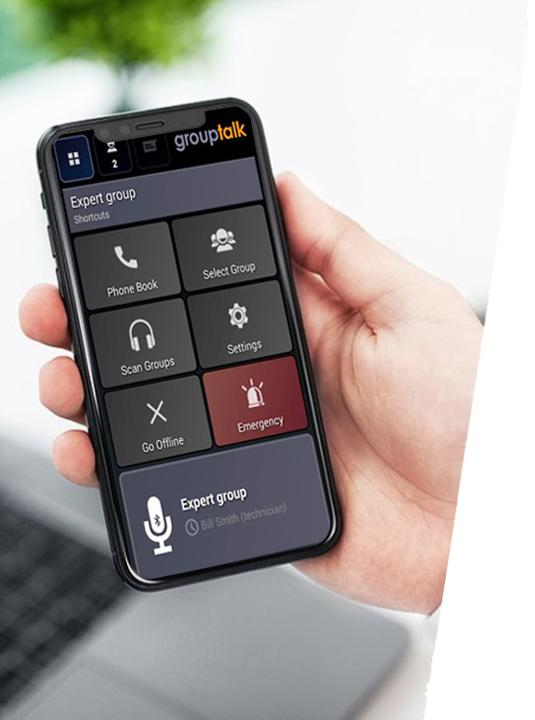 grouptalk
2
Expert group
Shortcuts
Phone Book
Select Group
Scan Groups
Settings
Go Offline
Emergency
Expert group
Bill Smith (technician)